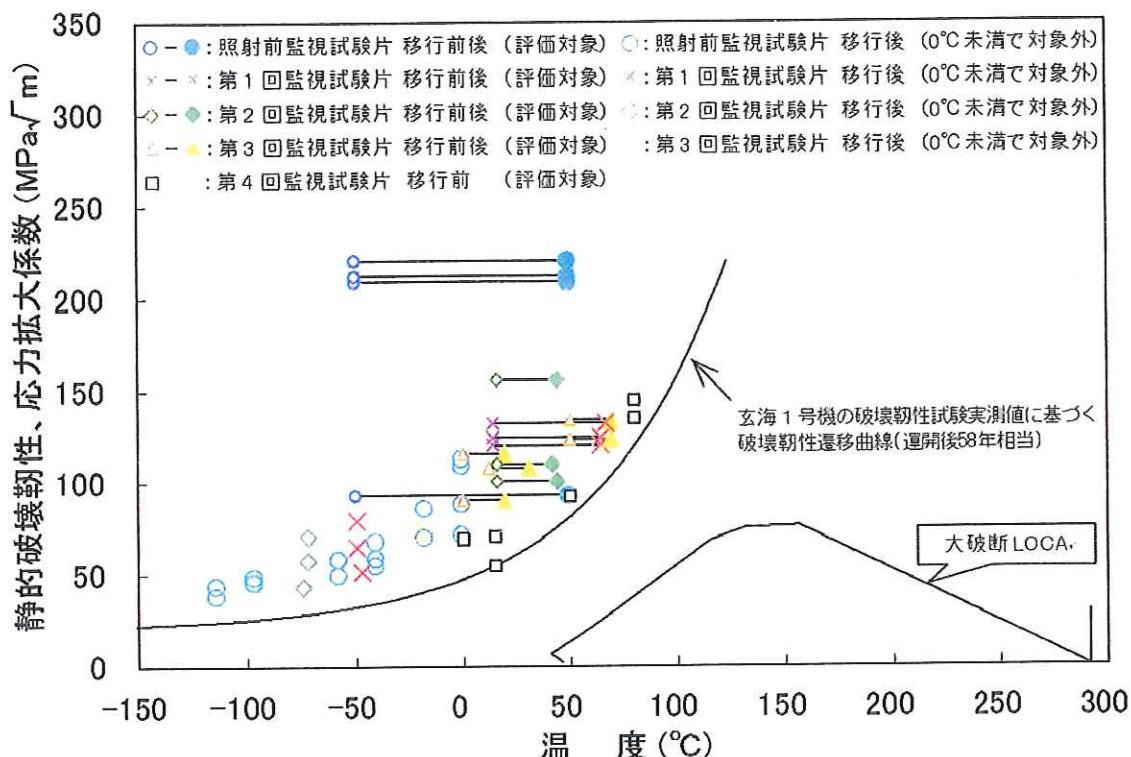 静的破壊靭性、応力拡大係数(MPa√m)
350
300
250
200
150
100
50
0
○-●:照射前監視試験片 移行前後 (評価対象)
○:照射前監視試験片 移行後 (0℃未満で対象外)
×-×:第1回監視試験片 移行前後 (評価対象)
×:第1回監視試験片 移行後 (0℃未満で対象外)
◇-◆:第2回監視試験片 移行前後 (評価対象)
◇:第2回監視試験片 移行後 (0℃未満で対象外)
△-▲:第3回監視試験片 移行前後 (評価対象)
:第3回監視試験片 移行後 (0℃未満で対象外)
□:第4回監視試験片 移行前 (評価対象)
玄海1号機の破壊靭性試験実測値に基づく
破壊靭性遷移曲線(運開後58年相当)
大破断LOCA
-150 -100 -50 0 50 100 150 200 250 300
温 度(℃)